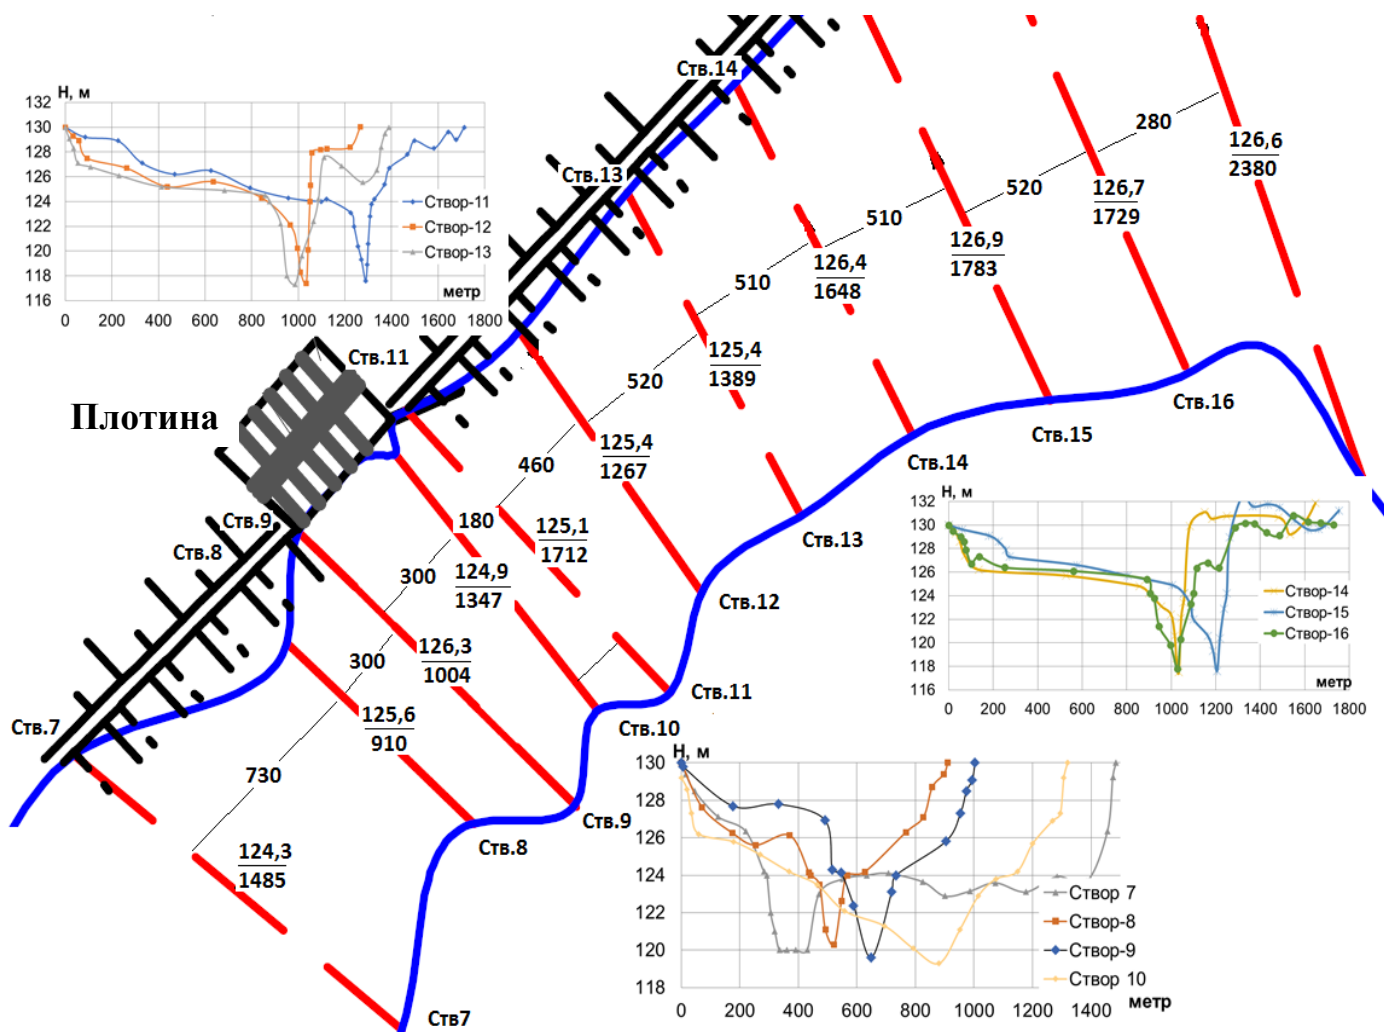 Ств.14
Н, м
132
130
128
126
124
122
120
118
116
Створ-11
Створ-12
Створ-13
метр
0 200 400 600 800 1000 1200 1400 1600 1800
Ств.13
Ств.11
Плотина
Ств.9
Ств.8
Ств.7
280
126,6
2380
520
126,7
1729
510
126,9
1783
510
126,4
1648
520
125,4
1389
460
125,4
1267
180
125,1
1712
300
124,9
1347
300
126,3
1004
730
125,6
910
124,3
1485
Ств.16
Ств.15
Ств.14
Ств.13
Ств.12
Ств.11
Ств.10
Ств.9
Ств.8
Ств7
Н, м
132
130
128
126
124
122
120
118
116
Створ-14
Створ-15
Створ-16
метр
0 200 400 600 800 1000 1200 1400 1600 1800
Н, м
130
128
126
124
122
120
118
Створ 7
Створ-8
Створ-9
Створ 10
метр
0 200 400 600 800 1000 1200 1400